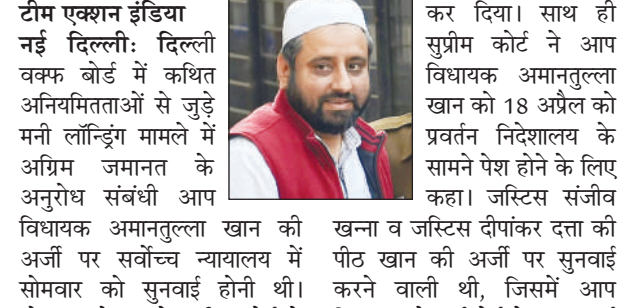 टीम एक्शन इंडिया
नई दिल्लीः दिल्ली
वक्फ बोर्ड में कथित
अनियमितताओं से जुड़े
मनी लॉन्ड्रिंग मामले में
अग्रिम जमानत के
अनुरोध संबंधी आप
विधायक अमानतुल्ला खान की
अर्जी पर सर्वोच्च न्यायालय में
सोमवार को सुनवाई होनी थी।
कर दिया। साथ ही
सुप्रीम कोर्ट ने आप
विधायक अमानतुल्ला
खान को 18 अप्रैल को
प्रवर्तन निदेशालय के
सामने पेश होने के लिए
कहा। जस्टिस संजीव
खन्ना व जस्टिस दीपांकर दत्ता की
पीठ खान की अर्जी पर सुनवाई
करने वाली थी, जिसमें आप